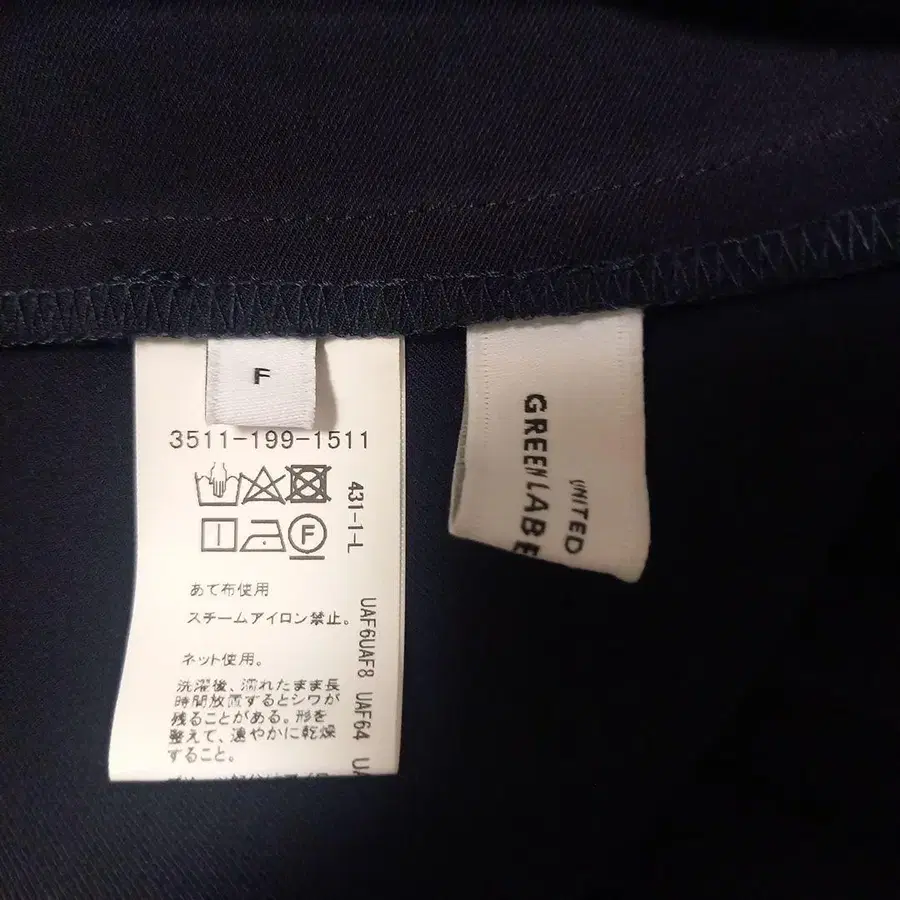 F
3511-199-1511
F
431-1-L
あて布使用
スチームアイロン禁止。
ネット使用。
洗濯後、濡れたまま長
時間放置するとシワが
残ることがある。形を
整えて、速やかに乾燥
すること。
UAF6UAF8 UAF64
UNITED
GREEN LABE